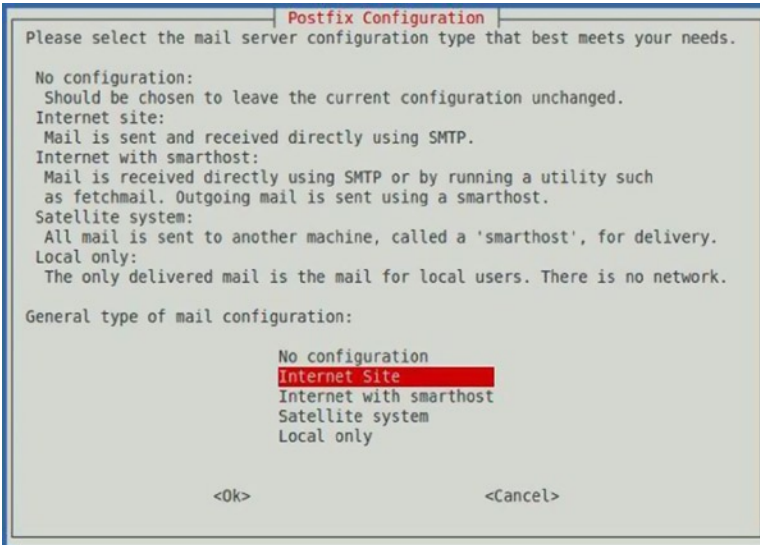 Postfix Configuration
Please select the mail server configuration type that best meets your needs.
No configuration:
Should be chosen to leave the current configuration unchanged.
Internet site:
Mail is sent and received directly using SMTP.
Internet with smarthost:
Mail is received directly using SMTP or by running a utility such
as fetchmail. Outgoing mail is sent using a smarthost.
Satellite system:
All mail is sent to another machine, called a 'smarthost', for delivery.
Local only:
The only delivered mail is the mail for local users. There is no network.
General type of mail configuration:
No configuration
Internet Site
Internet with smarthost
Satellite system
Local only
<Ok> <Cancel>